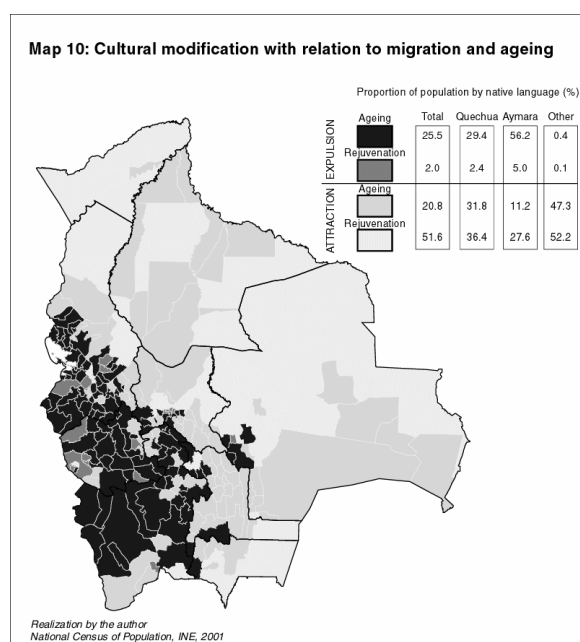 Map 10: Cultural modification with relation to migration and ageing
Proportion of population by native language (%)
Ageing Total Quechua Aymara Other
EXPULSION
25.5 29.4 56.2 0.4
Rejuvenation
2.0 2.4 5.0 0.1
ATTRACTION
Ageing
20.8 31.8 11.2 47.3
Rejuvenation
51.6 36.4 27.6 52.2
Realization by the author
National Census of Population, INE, 2001